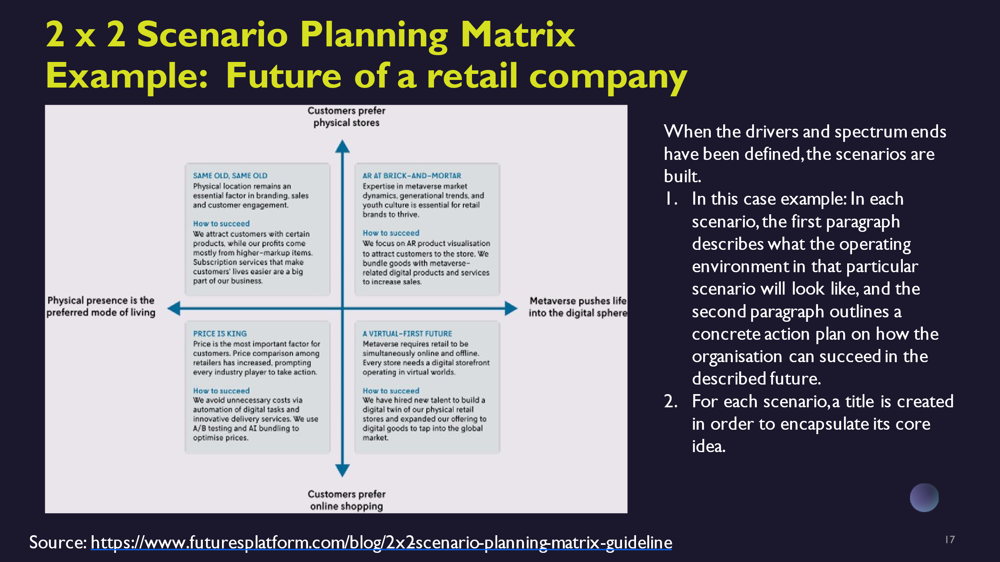 2 x 2 Scenario Planning Matrix
Example: Future of a retail company
Customers prefer
physical stores
SAME OLD, SAME OLD
Physical location remains an
essential factor in branding, sales
and customer engagement.
How to succeed
We attract customers with certain
products, while our profits come
mostly from higher-markup items.
Subscription services that make
customers' lives easier are a big
part of our business.
AR AT BRICK-AND-MORTAR
Expertise in metaverse market
dynamics, generational trends, and
youth culture is essential for retail
brands to thrive.
How to succeed
We focus on AR product visualisation
to attract customers to the store. We
bundle goods with metaverse-
related digital products and services
to increase sales.
Physical presence is the
preferred mode of living
Metaverse pushes life
into the digital sphere
PRICE IS KING
Price is the most important factor for
customers. Price comparison among
retailers has increased, prompting
every industry player to take action.
How to succeed
We avoid unnecessary costs via
automation of digital tasks and
innovative delivery services. We use
A/B testing and AI bundling to
optimise prices.
A VIRTUAL-FIRST FUTURE
Metaverse requires retail to be
simultaneously online and offline.
Every store needs a digital storefront
operating in virtual worlds.
How to succeed
We have hired new talent to build a
digital twin of our physical retail
stores and expanded our offering to
digital goods to tap into the global
market.
Customers prefer
online shopping
When the drivers and spectrum ends
have been defined, the scenarios are
built.
1. In this case example: In each
scenario, the first paragraph
describes what the operating
environment in that particular
scenario will look like, and the
second paragraph outlines a
concrete action plan on how the
organisation can succeed in the
described future.
2. For each scenario, a title is created
in order to encapsulate its core
idea.
Source: https://www.futuresplatform.com/blog/2x2-scenario-planning-matrix-guideline
17